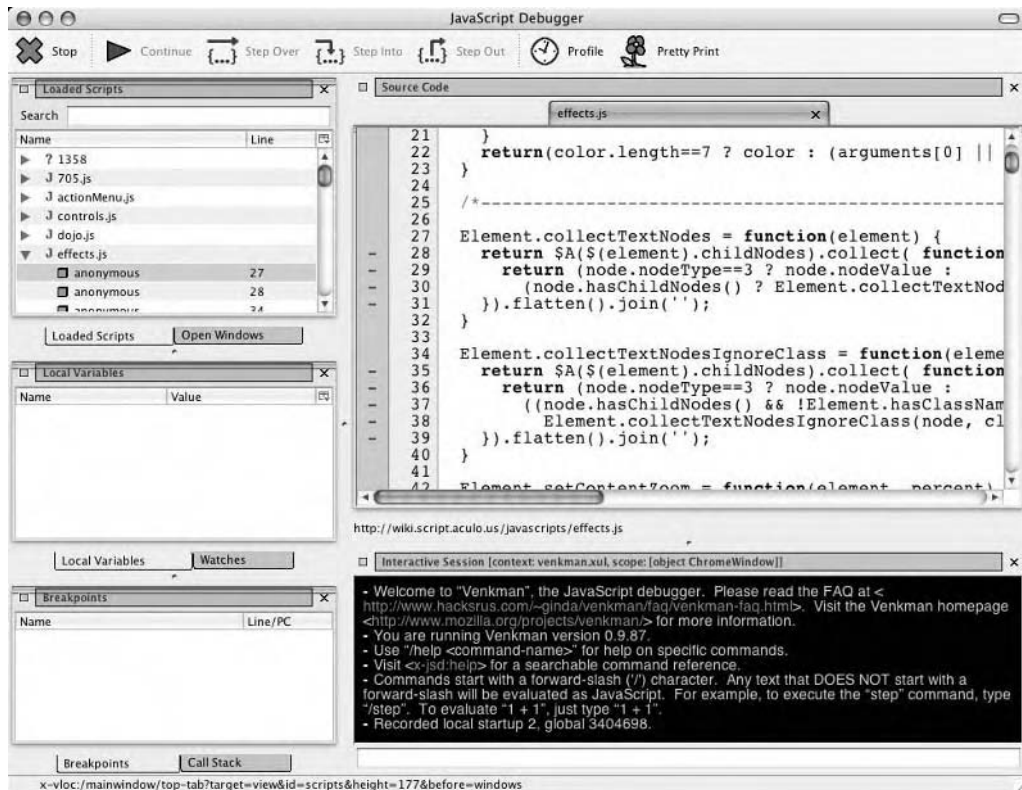 JavaScript Debugger
Stop Continue Step Over Step Into Step Out Profile Pretty Print
Loaded Scripts
Search
Name Line
? 1358
J 705.js
J actionMenu.js
J controls.js
J dojo.js
J effects.js
anonymous 27
anonymous 28
anonymous 34
Loaded Scripts Open Windows
Local Variables
Name Value
Local Variables Watches
Breakpoints
Name Line/PC
Breakpoints Call Stack
Source Code
effects.js
21 }
22 return(color.length==7 ? color : (arguments[0] ||
23 }
24
25 /*------------------------------------------------------
26
27 Element.collectTextNodes = function(element) {
28 return $A($(element).childNodes).collect( function
29 return (node.nodeType==3 ? node.nodeValue :
30 (node.hasChildNodes() ? Element.collectTextNod
31 }).flatten().join('');
32 }
33
34 Element.collectTextNodesIgnoreClass = function(eleme
35 return $A($(element).childNodes).collect( function
36 return (node.nodeType==3 ? node.nodeValue :
37 ((node.hasChildNodes() && !Element.hasClassNam
38 Element.collectTextNodesIgnoreClass(node, cl
39 }).flatten().join('');
40 }
41
42 Element.setContentZoom = function(element, percent)
http://wiki.script.aculo.us/javascripts/effects.js
Interactive Session [context: venkman.xul, scope: [object ChromeWindow]]
- Welcome to "Venkman", the JavaScript debugger. Please read the FAQ at <
http://www.hacksrus.com/~ginda/venkman/faq/venkman-faq.html>. Visit the Venkman homepage
<http://www.mozilla.org/projects/venkman/> for more information.
- You are running Venkman version 0.9.87.
- Use "/help <command-name>" for help on specific commands.
- Visit <x-jsd:help> for a searchable command reference.
- Commands start with a forward-slash ('/') character. Any text that DOES NOT start with a
forward-slash will be evaluated as JavaScript. For example, to execute the "step" command, type
"/step". To evaluate "1 + 1", just type "1 + 1".
- Recorded local startup 2, global 3404698.
x-vloc:/mainwindow/top-tab?target=view&id=scripts&height=177&before=windows